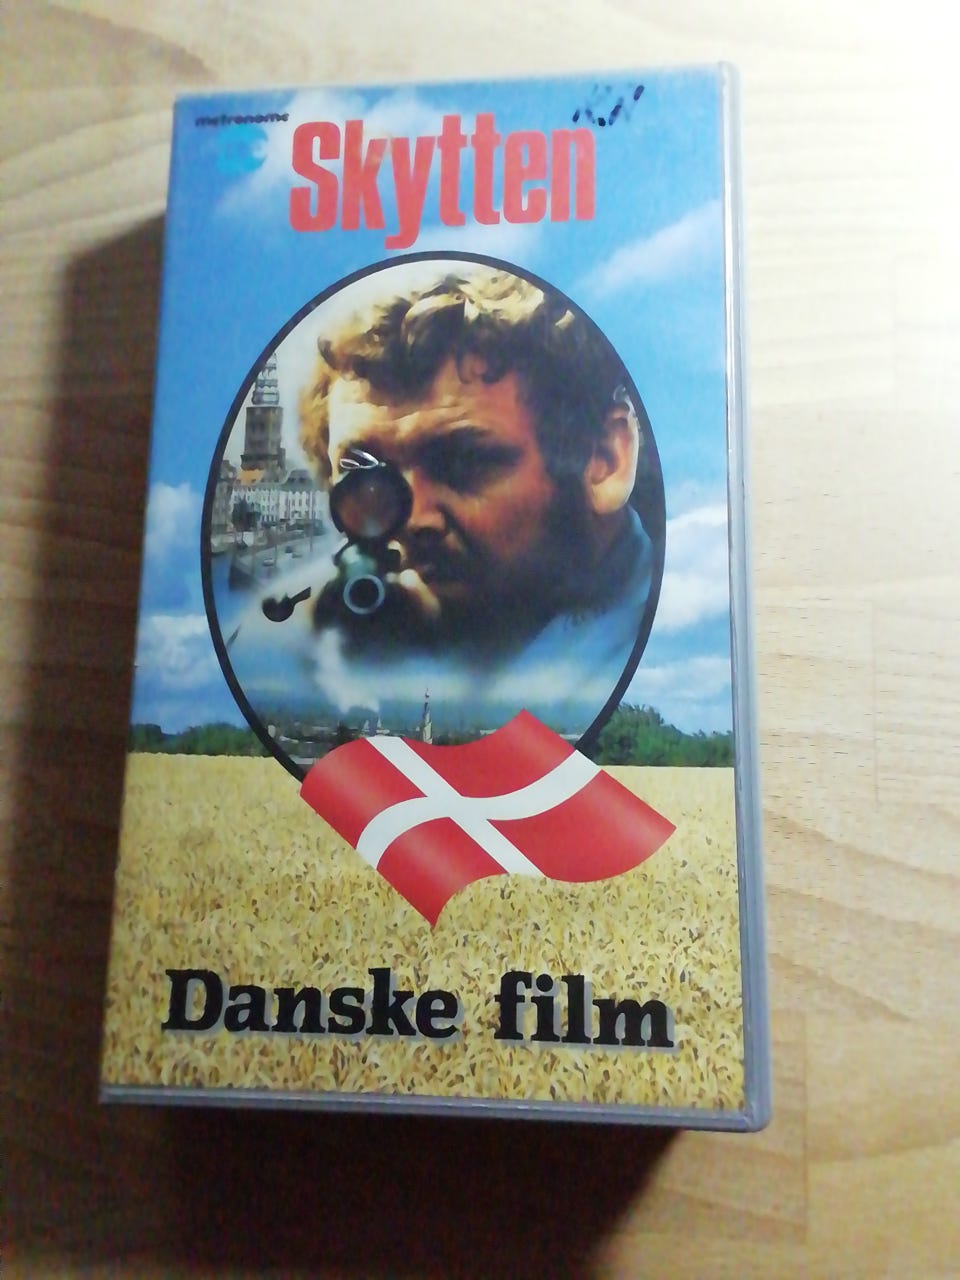 metronome
Skytten
Danske film